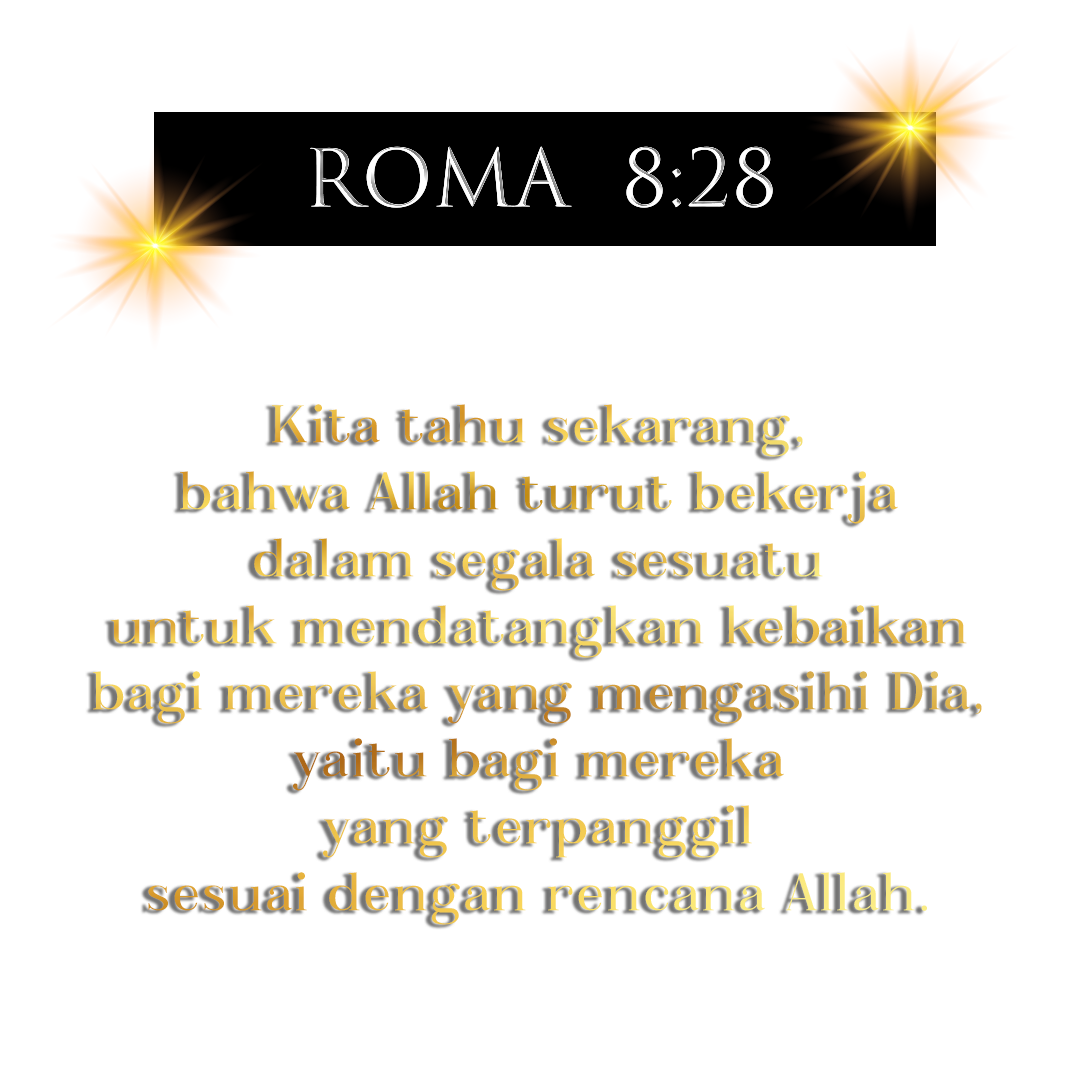 ROMA 8:28
Kita tahu sekarang,
bahwa Allah turut bekerja
dalam segala sesuatu
untuk mendatangkan kebaikan
bagi mereka yang mengasihi Dia,
yaitu bagi mereka
yang terpanggil
sesuai dengan rencana Allah.